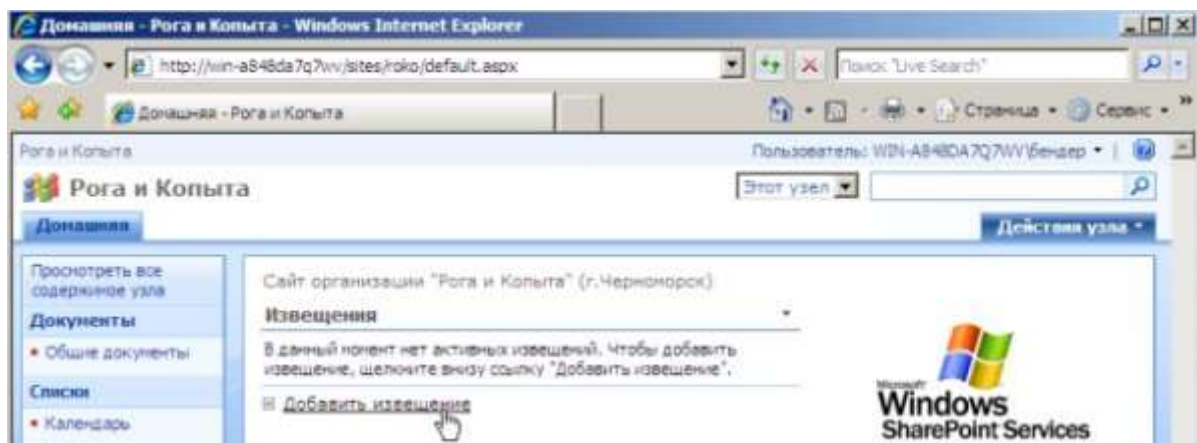 Домашняя - Рога и Копыта - Windows Internet Explorer
http://win-a848da7q7wv/sites/roko/default.aspx
Поиск "Live Search"
Домашняя - Рога и Копыта
Страница
Сервис
Рога и Копыта
Пользователь: WIN-A848DA7Q7WV\бендер
Рога и Копыта
Этот узел
Домашняя
Действия узла
Просмотреть все
содержимое узла
Документы
Общие документы
Списки
Календарь
Сайт организации "Рога и Копыта" (г.Черноморск)
Извещения
В данный момент нет активных извещений. Чтобы добавить
извещение, щелкните внизу ссылку "Добавить извещение".
Добавить извещение
Microsoft
Windows
SharePoint Services